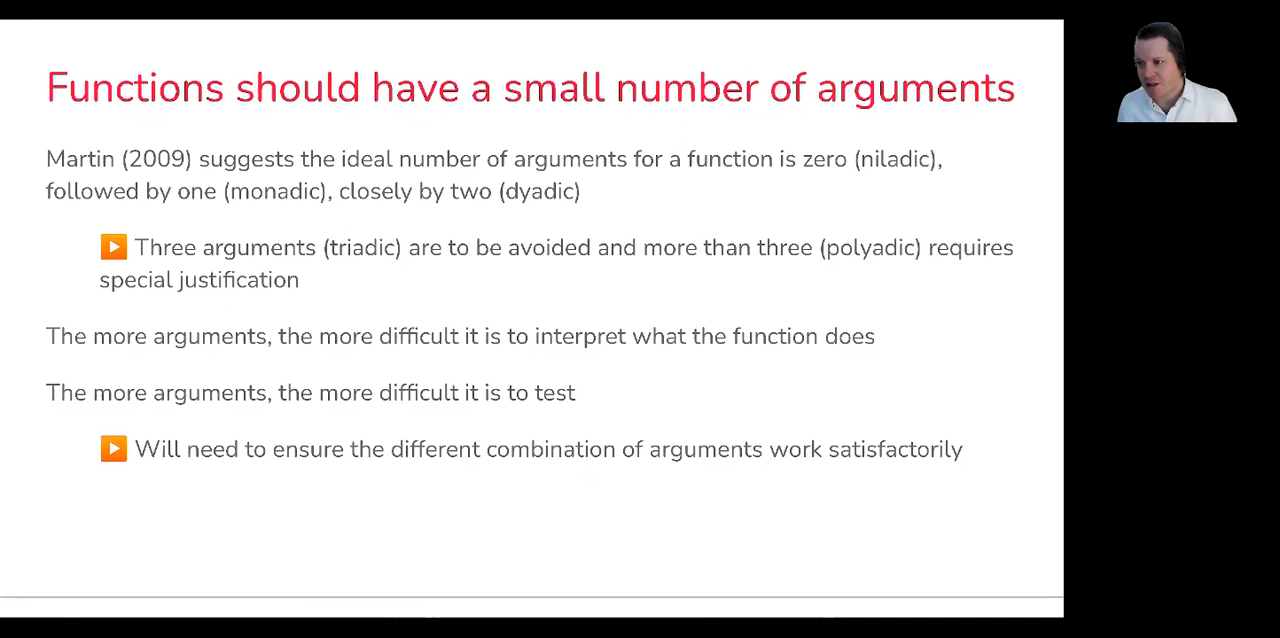 Functions should have a small number of arguments
Martin (2009) suggests the ideal number of arguments for a function is zero (niladic),
followed by one (monadic), closely by two (dyadic)
Three arguments (triadic) are to be avoided and more than three (polyadic) requires
special justification
The more arguments, the more difficult it is to interpret what the function does
The more arguments, the more difficult it is to test
Will need to ensure the different combination of arguments work satisfactorily